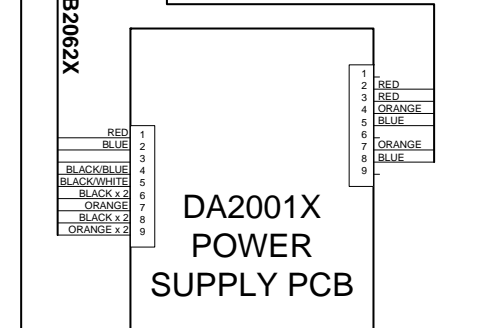 B2062X
1
2 RED
3 RED
4 ORANGE
5 BLUE
6
7 ORANGE
8 BLUE
9
RED 1
BLUE 2
3
BLACK/BLUE 4
BLACK/WHITE 5
BLACK x 2 6
ORANGE 7
BLACK x 2 8
ORANGE x 2 9
DA2001X
POWER
SUPPLY PCB